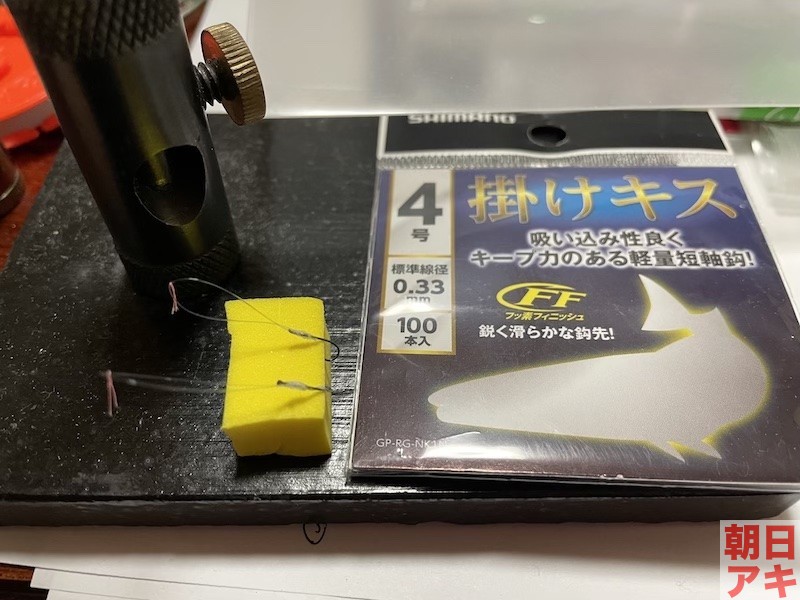 SHIMANO
4
号
標準線径
0.33
mm
100
本入
掛けキス
吸い込み性良く
キープ力のある軽量短軸鈎!
FF
フッ素フィニッシュ
鋭く滑らかな鈎先!
朝日
アキ